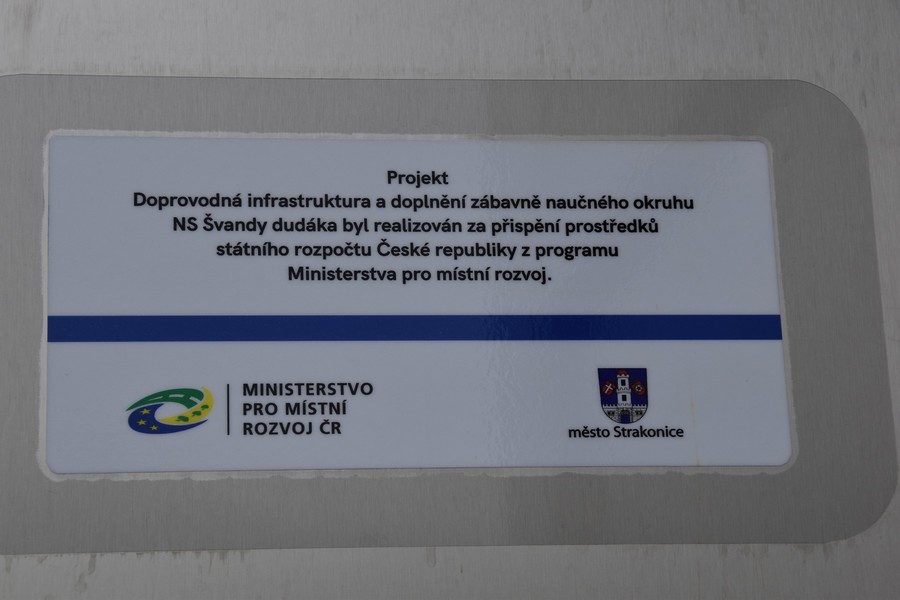 Projekt
Doprovodná infrastruktura a doplnění zábavně naučného okruhu
NS Švandy dudáka byl realizován za přispění prostředků
státního rozpočtu České republiky z programu
Ministerstva pro místní rozvoj.
MINISTERSTVO
PRO MÍSTNÍ
ROZVOJ ČR
město Strakonice